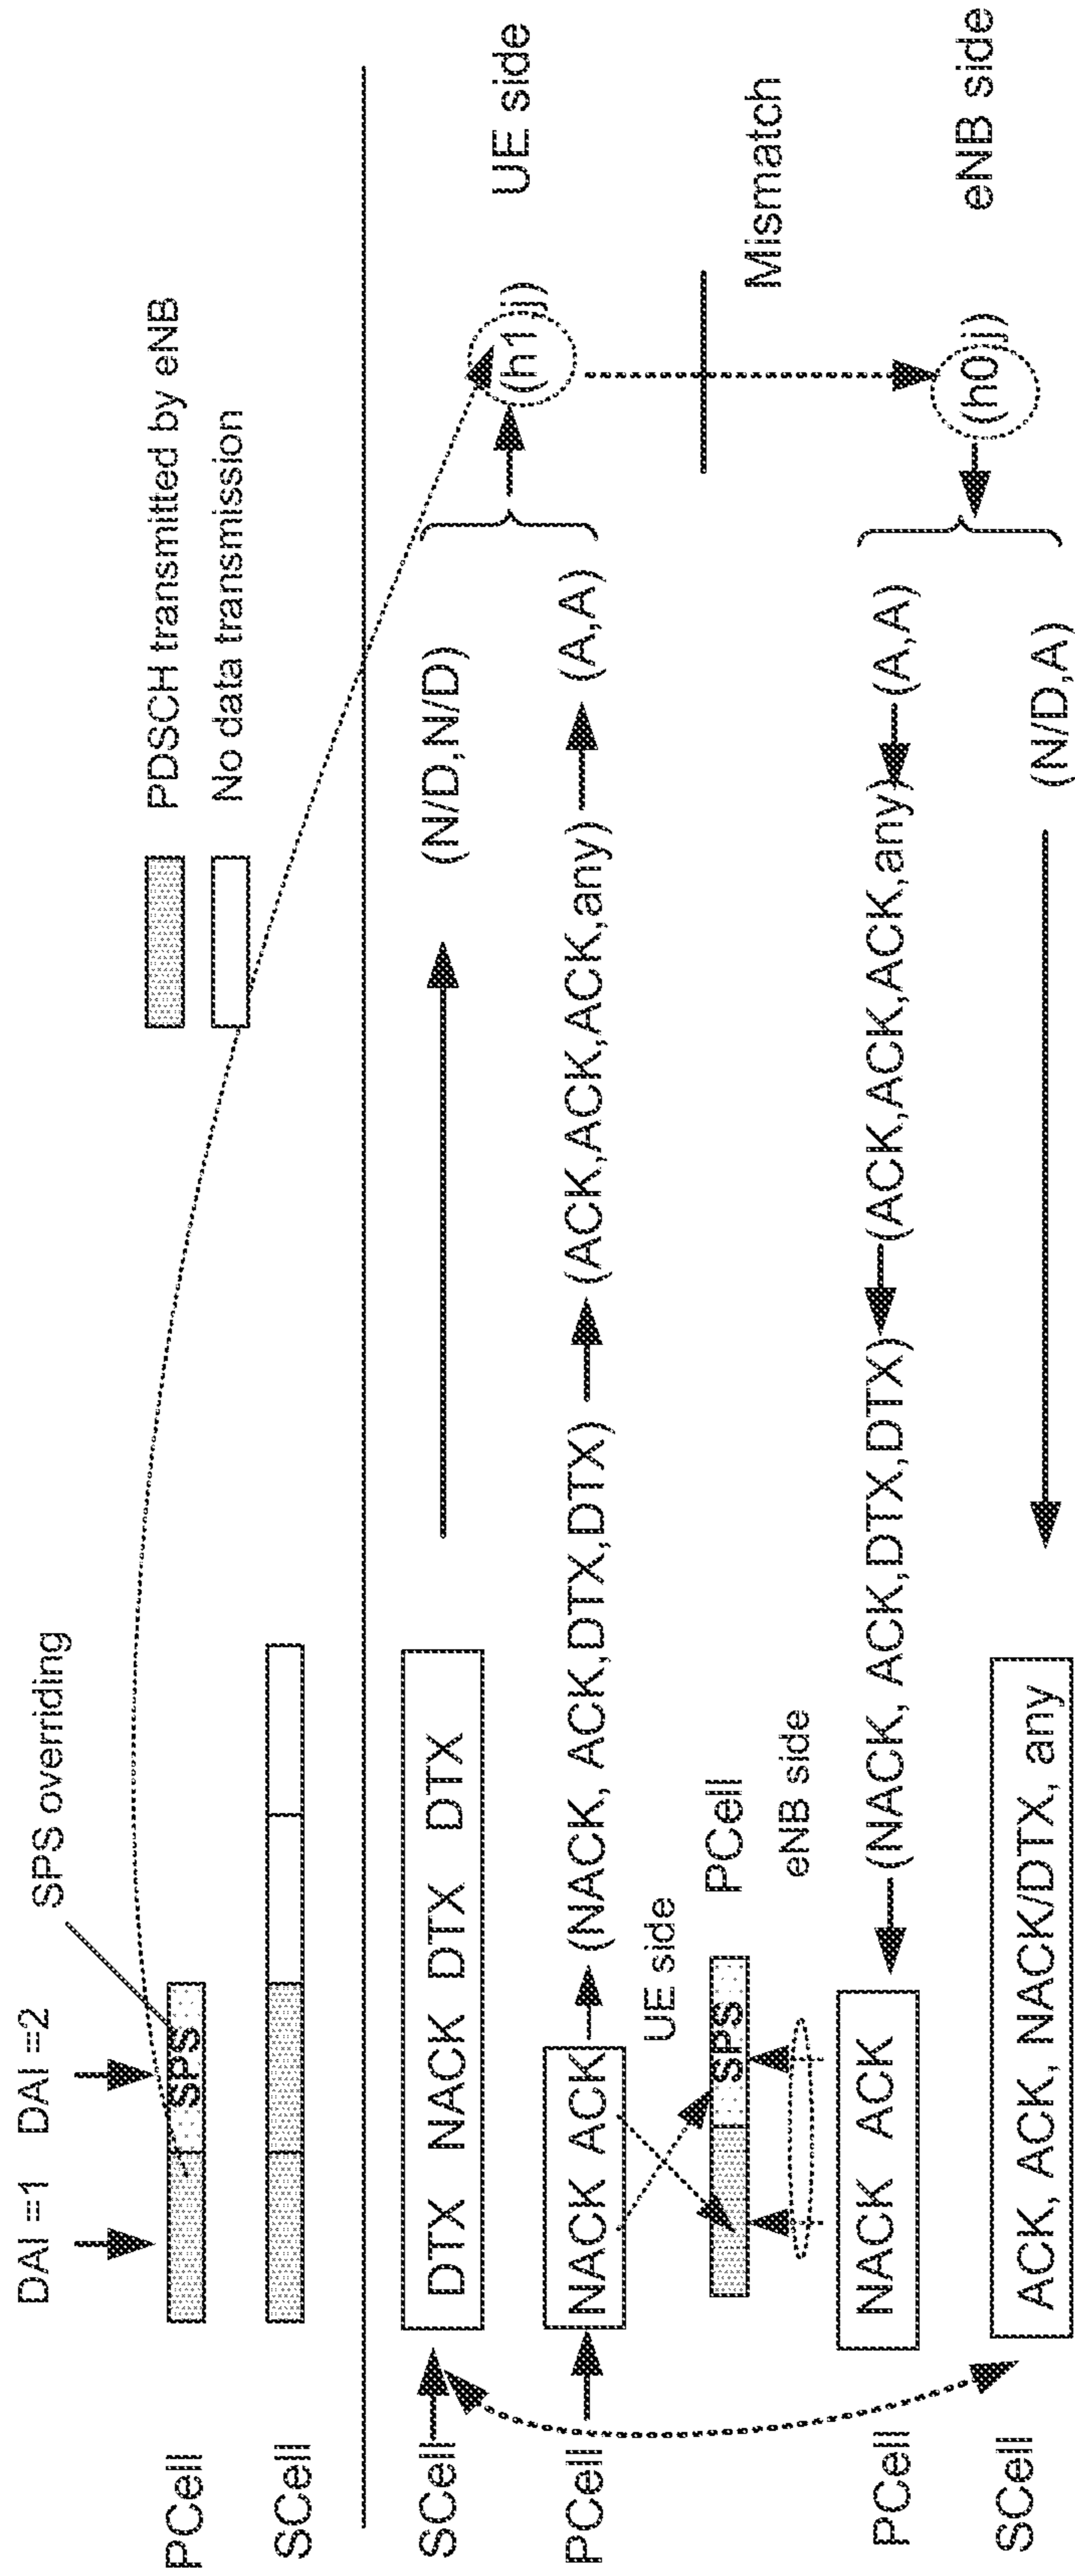 DAI =1 DAI =2
SPS overriding
PCell
SPS
PDSCH transmitted by eNB
No data transmission
SCell
SCell
DTX NACK DTX DTX
(N/D,N/D)
(h1,j)
UE side
PCell
NACK ACK
(NACK, ACK,DTX,DTX)
(ACK,ACK,ACK,any)
(A,A)
UE side
SPS
PCell
eNB side
Mismatch
PCell
NACK ACK
(NACK, ACK,DTX,DTX)
(ACK,ACK,ACK,any)
(A,A)
(h0,j)
eNB side
SCell
ACK, ACK, NACK/DTX, any
(N/D,A)